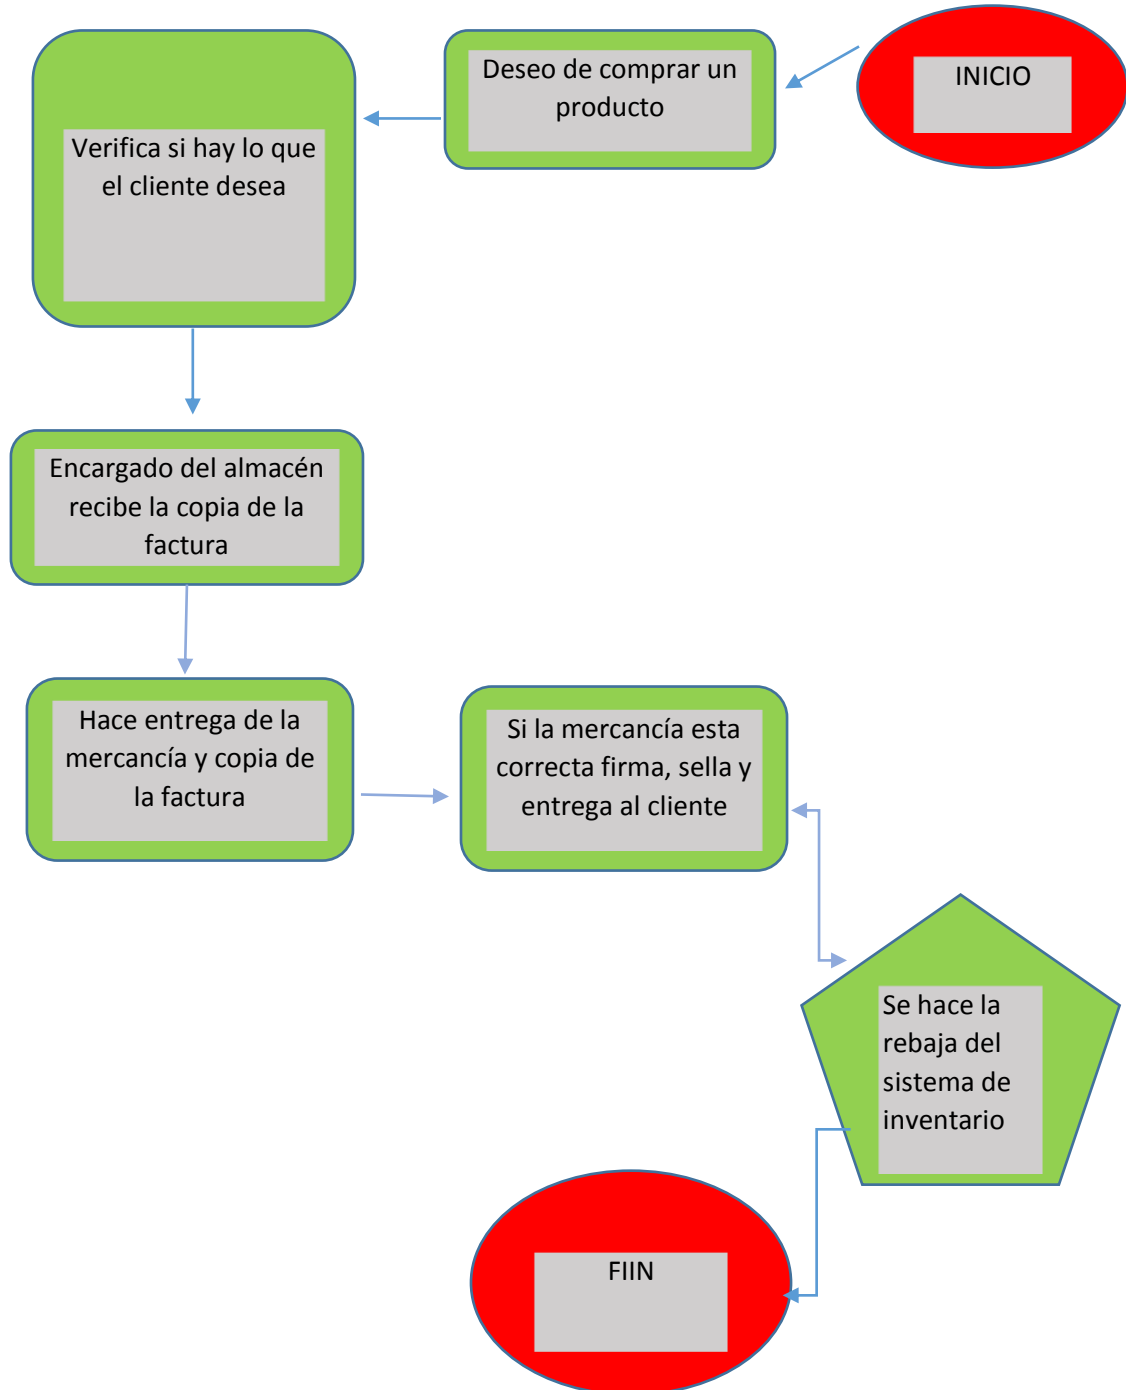 INICIO
Deseo de comprar un
producto
Verifica si hay lo que
el cliente desea
Encargado del almacén
recibe la copia de la
factura
Hace entrega de la
mercancía y copia de
la factura
Si la mercancía esta
correcta firma, sella y
entrega al cliente
Se hace la
rebaja del
sistema de
inventario
FIIN